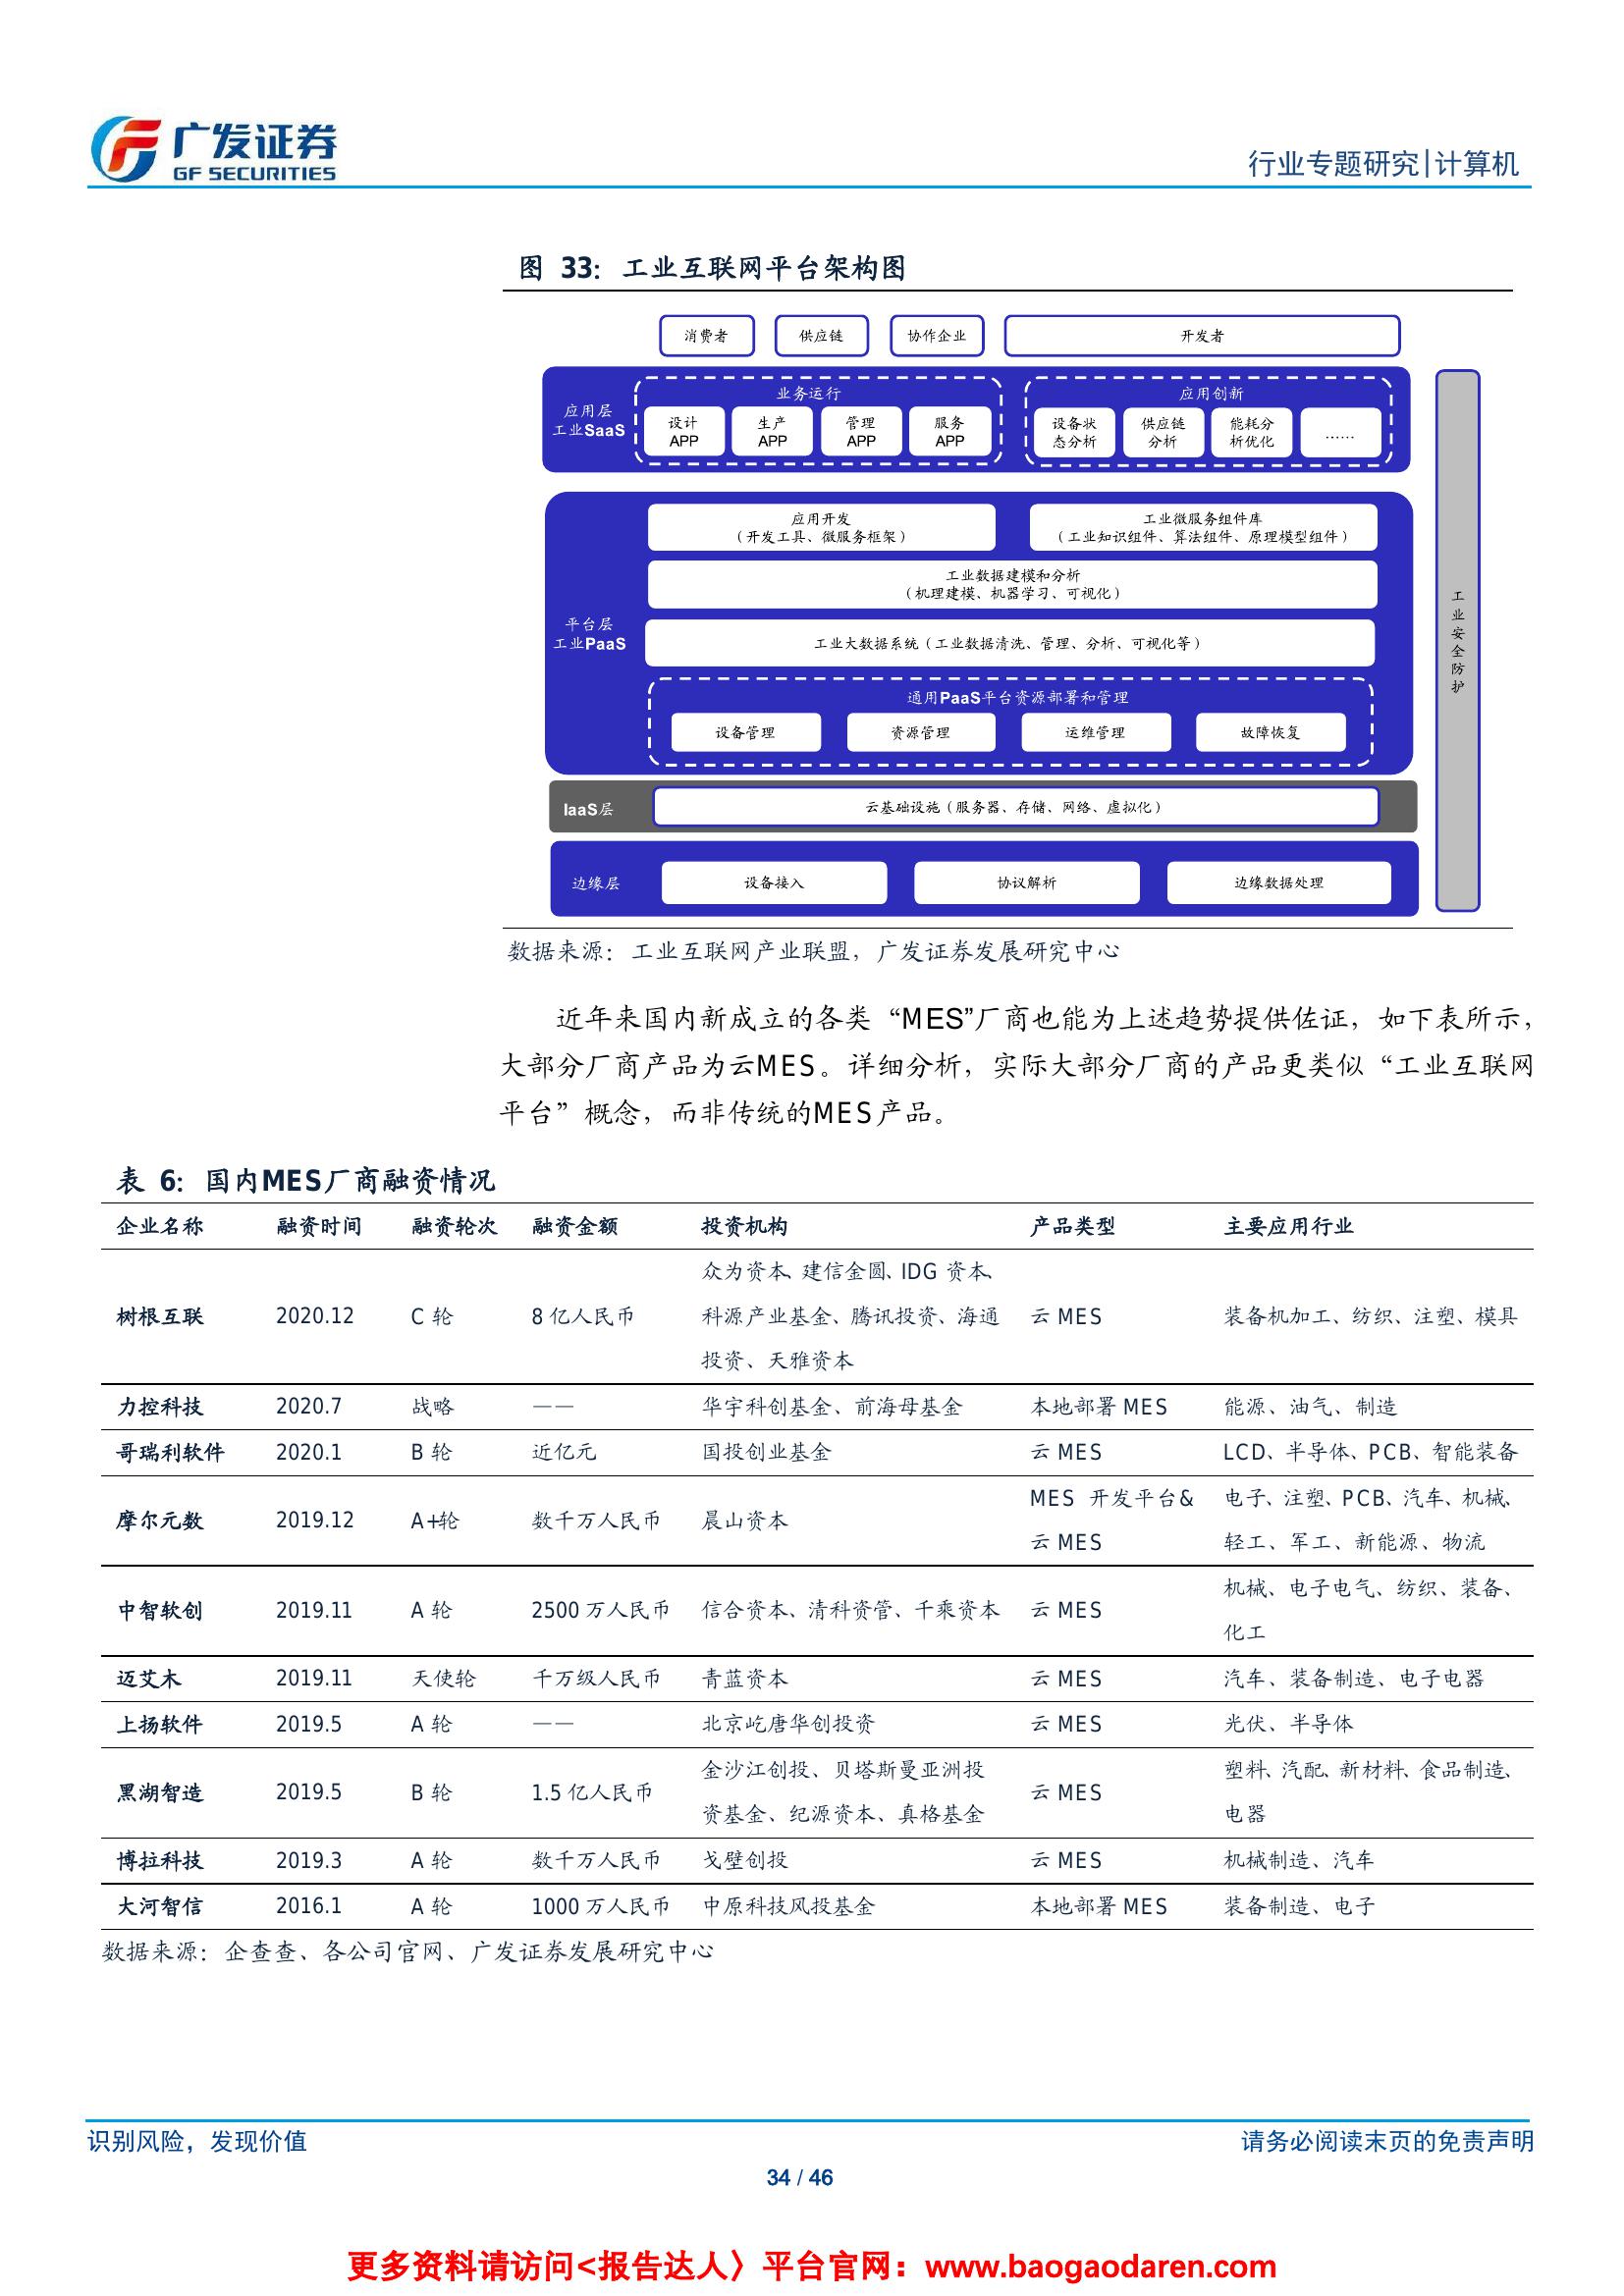 广发证券
GF SECURITIES
行业专题研究|计算机
图 33：工业互联网平台架构图
消费者
供应链
协作企业
开发者
应用层
工业SaaS
业务运行
设计
APP
生产
APP
管理
APP
服务
APP
应用创新
设备状
态分析
供应链
分析
能耗分
析优化
……
平台层
工业PaaS
应用开发
（开发工具、微服务框架）
工业微服务组件库
（工业知识组件、算法组件、原理模型组件）
工业数据建模和分析
（机理建模、机器学习、可视化）
工业大数据系统（工业数据清洗、管理、分析、可视化等）
通用PaaS平台资源部署和管理
设备管理
资源管理
运维管理
故障恢复
IaaS层
云基础设施（服务器、存储、网络、虚拟化）
边缘层
设备接入
协议解析
边缘数据处理
工业安全防护
数据来源：工业互联网产业联盟，广发证券发展研究中心
近年来国内新成立的各类“MES”厂商也能为上述趋势提供佐证，如下表所示，
大部分厂商产品为云MES。详细分析，实际大部分厂商的产品更类似“工业互联网
平台”概念，而非传统的MES产品。
表 6：国内MES厂商融资情况
企业名称 融资时间 融资轮次 融资金额 投资机构 产品类型 主要应用行业
众为资本、建信金圆、IDG 资本、
树根互联 2020.12 C 轮 8 亿人民币 科源产业基金、腾讯投资、海通 云 MES 装备机加工、纺织、注塑、模具
投资、天雅资本
力控科技 2020.7 战略 —— 华宇科创基金、前海母基金 本地部署 MES 能源、油气、制造
哥瑞利软件 2020.1 B 轮 近亿元 国投创业基金 云 MES LCD、半导体、PCB、智能装备
MES 开发平台& 电子、注塑、PCB、汽车、机械、
摩尔元数 2019.12 A+轮 数千万人民币 晨山资本
云 MES 轻工、军工、新能源、物流
机械、电子电气、纺织、装备、
中智软创 2019.11 A 轮 2500 万人民币 信合资本、清科资管、千乘资本 云 MES
化工
迈艾木 2019.11 天使轮 千万级人民币 青蓝资本 云 MES 汽车、装备制造、电子电器
上扬软件 2019.5 A 轮 —— 北京屹唐华创投资 云 MES 光伏、半导体
金沙江创投、贝塔斯曼亚洲投 塑料、汽配、新材料、食品制造、
黑湖智造 2019.5 B 轮 1.5 亿人民币 云 MES
资基金、纪源资本、真格基金 电器
博拉科技 2019.3 A 轮 数千万人民币 戈壁创投 云 MES 机械制造、汽车
大河智信 2016.1 A 轮 1000 万人民币 中原科技风投基金 本地部署 MES 装备制造、电子
数据来源：企查查、各公司官网、广发证券发展研究中心
识别风险，发现价值
请务必阅读末页的免责声明
34 / 46
更多资料请访问<报告达人〉平台官网：www.baogaodaren.com